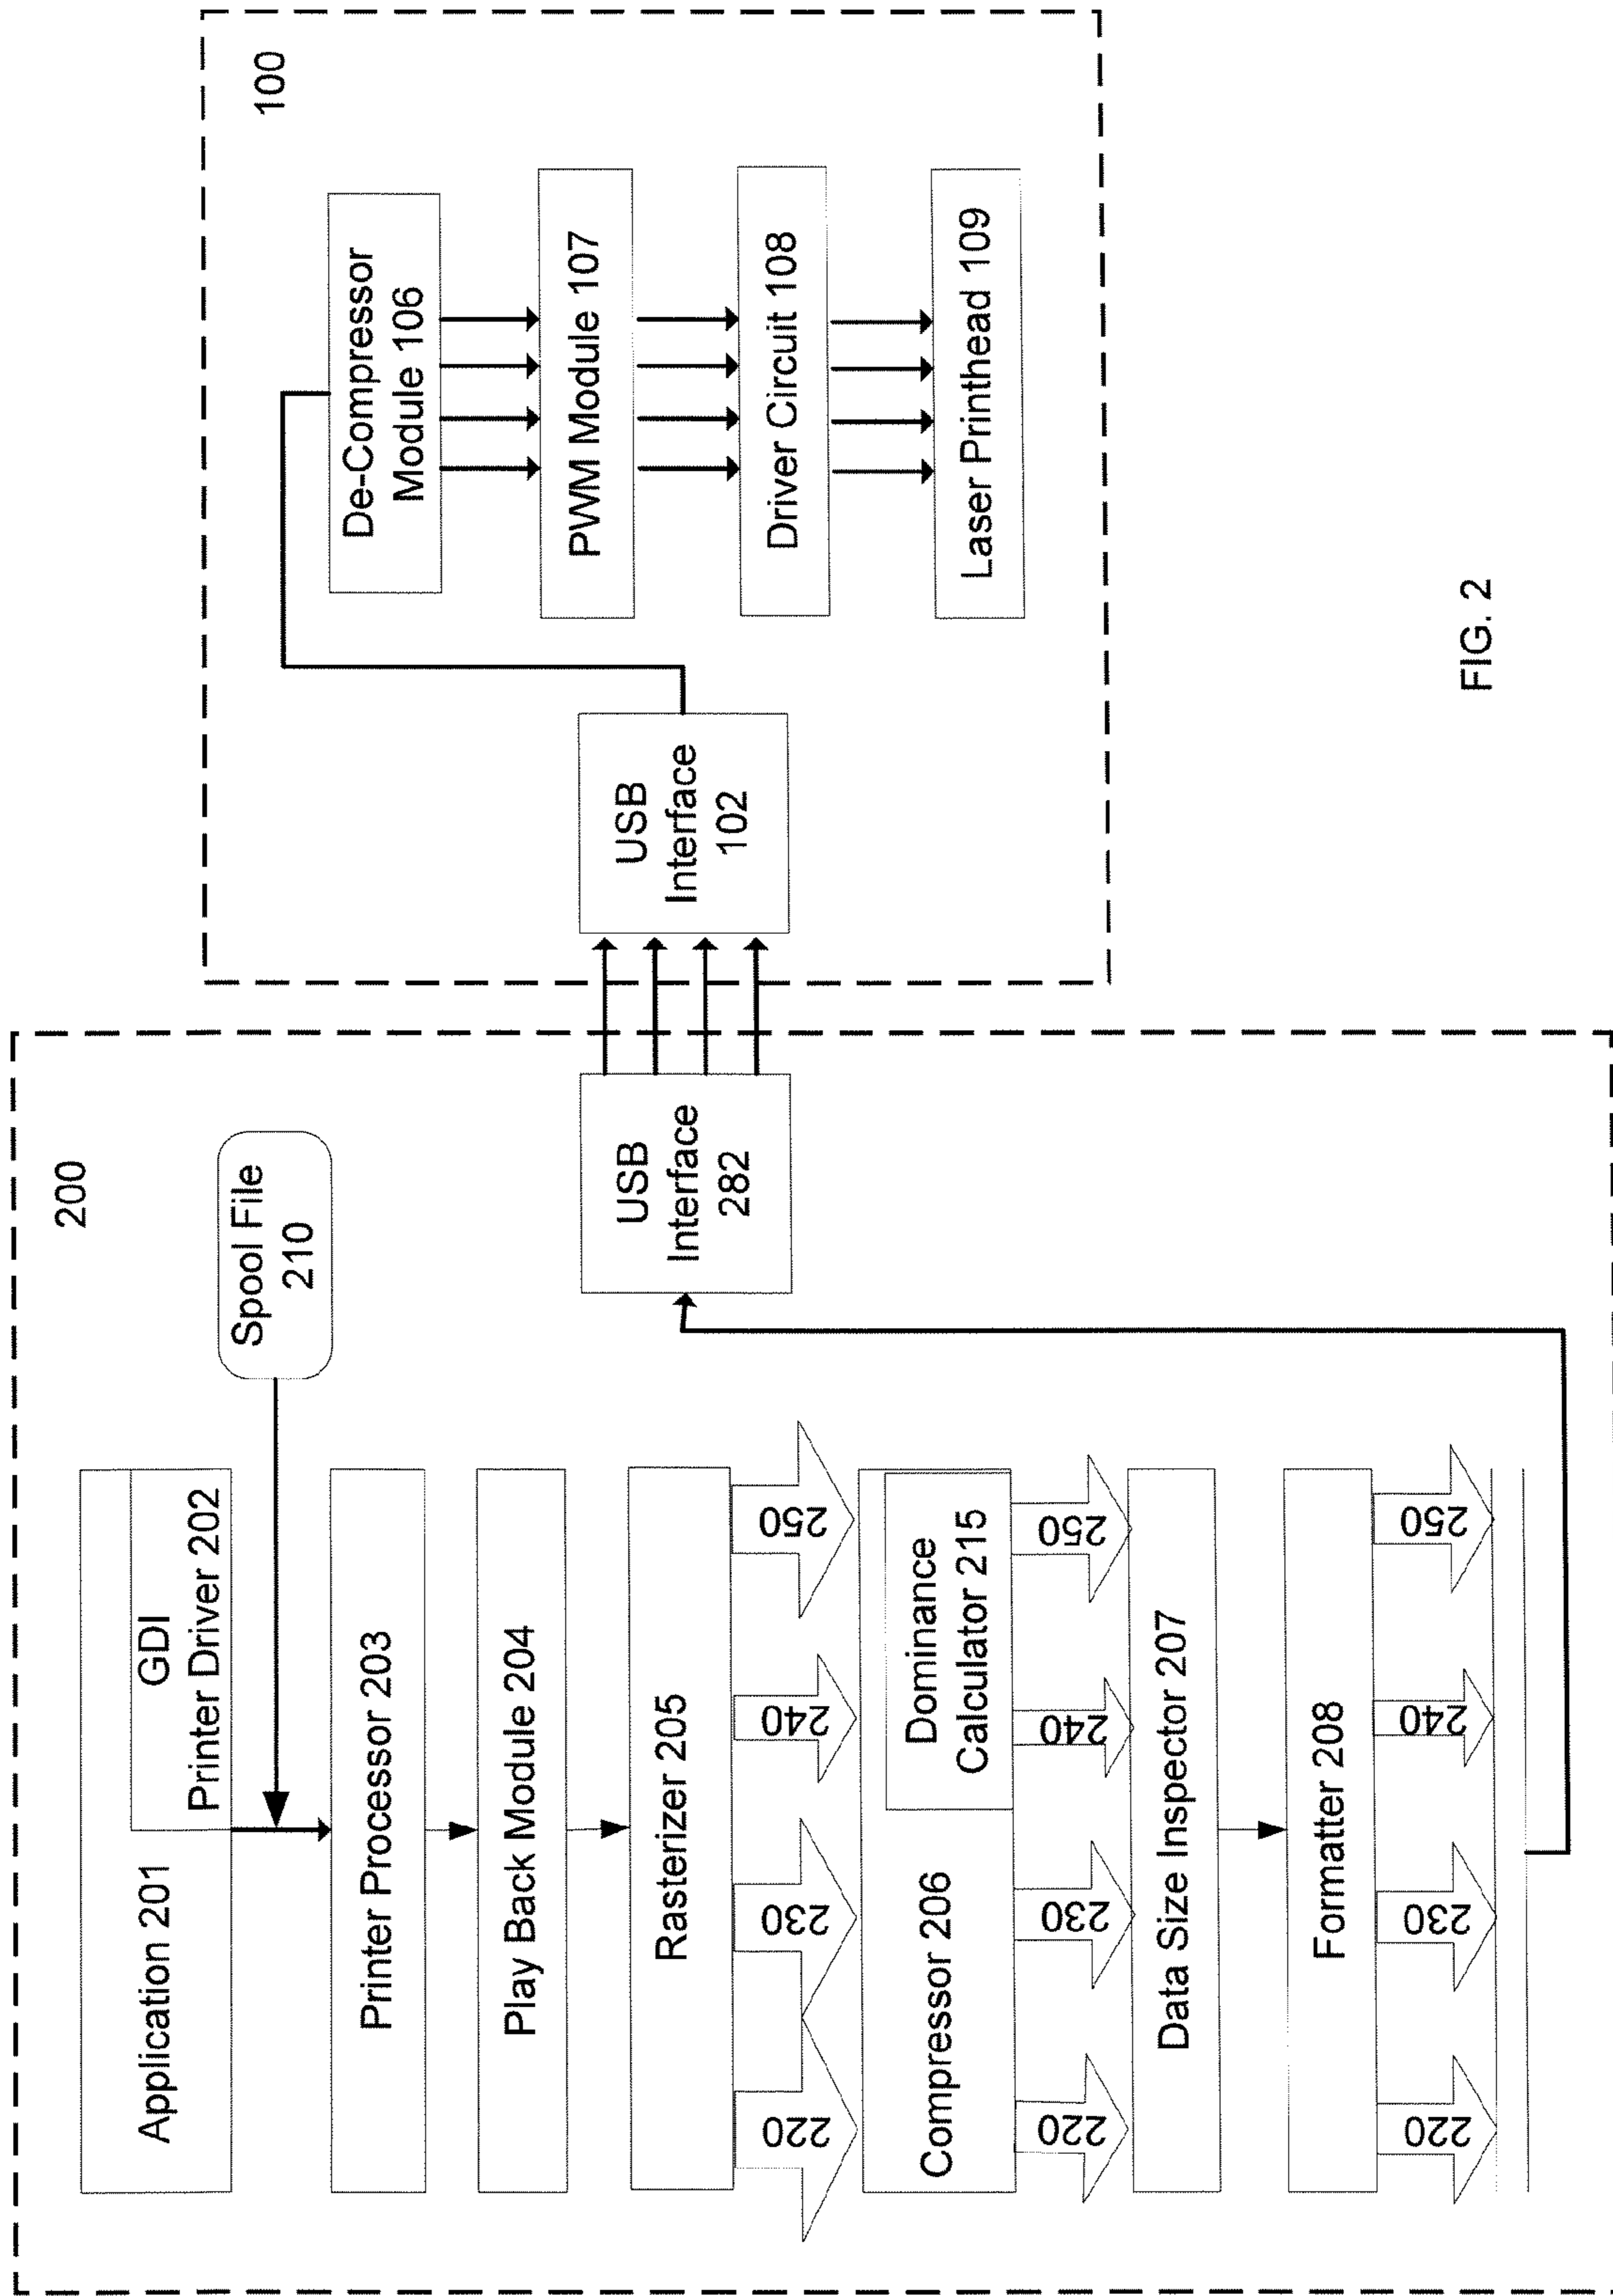 200
Application 201
GDI
Printer Driver 202
Spool File
210
Printer Processor 203
Play Back Module 204
Rasterizer 205
220
230
240
250
Compressor 206
Dominance
Calculator 215
220
230
240
250
Data Size Inspector 207
Formatter 208
220
230
240
250
USB
Interface
282
100
USB
Interface
102
De-Compressor
Module 106
PWM Module 107
Driver Circuit 108
Laser Printhead 109
FIG. 2